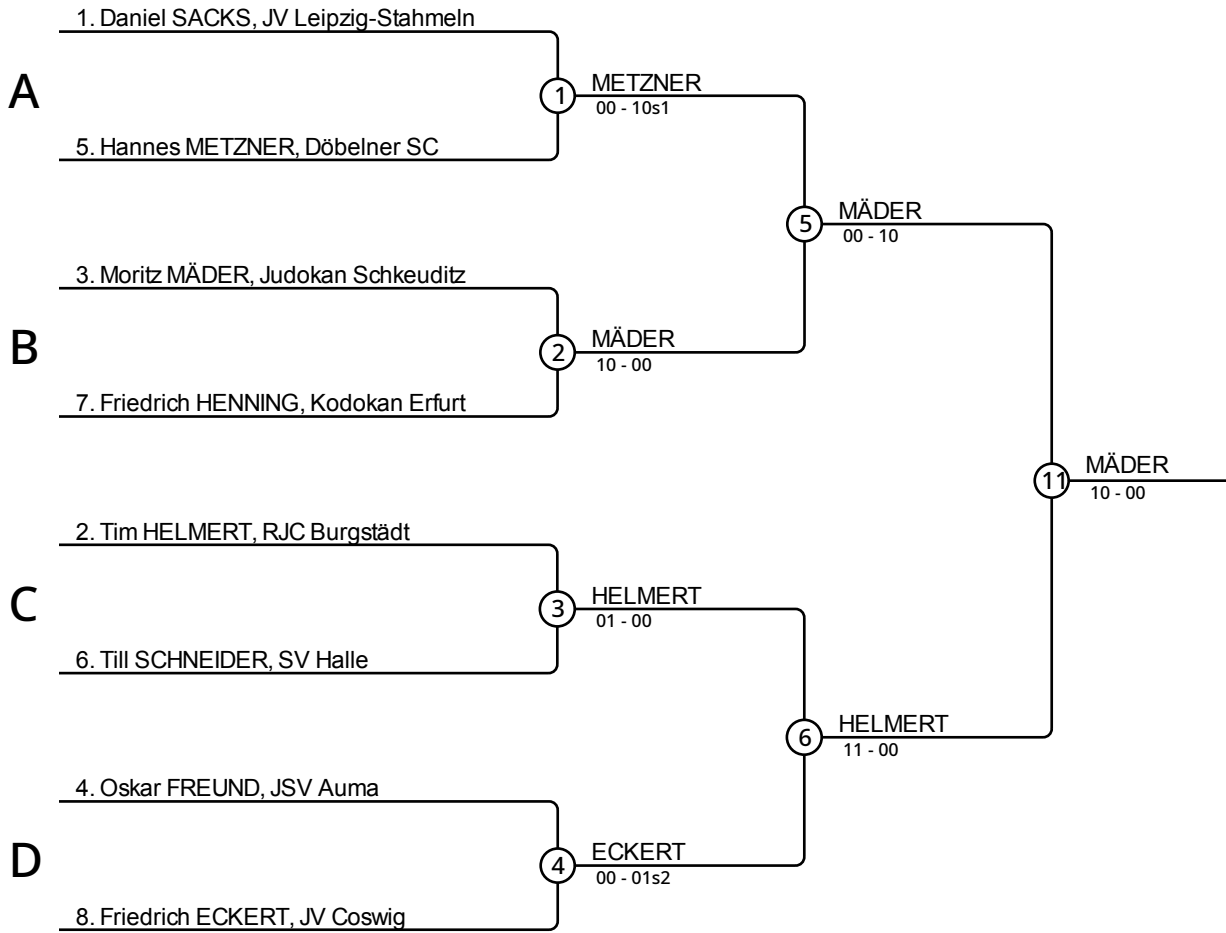 1. Daniel SACKS, JV Leipzig-Stahmeln
A
1
METZNER
00 - 10s1
5. Hannes METZNER, Döbelner SC
5
MÄDER
00 - 10
3. Moritz MÄDER, Judokan Schkeuditz
B
2
MÄDER
10 - 00
7. Friedrich HENNING, Kodokan Erfurt
11
MÄDER
10 - 00
2. Tim HELMERT, RJC Burgstädt
C
3
HELMERT
01 - 00
6. Till SCHNEIDER, SV Halle
6
HELMERT
11 - 00
4. Oskar FREUND, JSV Auma
D
4
ECKERT
00 - 01s2
8. Friedrich ECKERT, JV Coswig